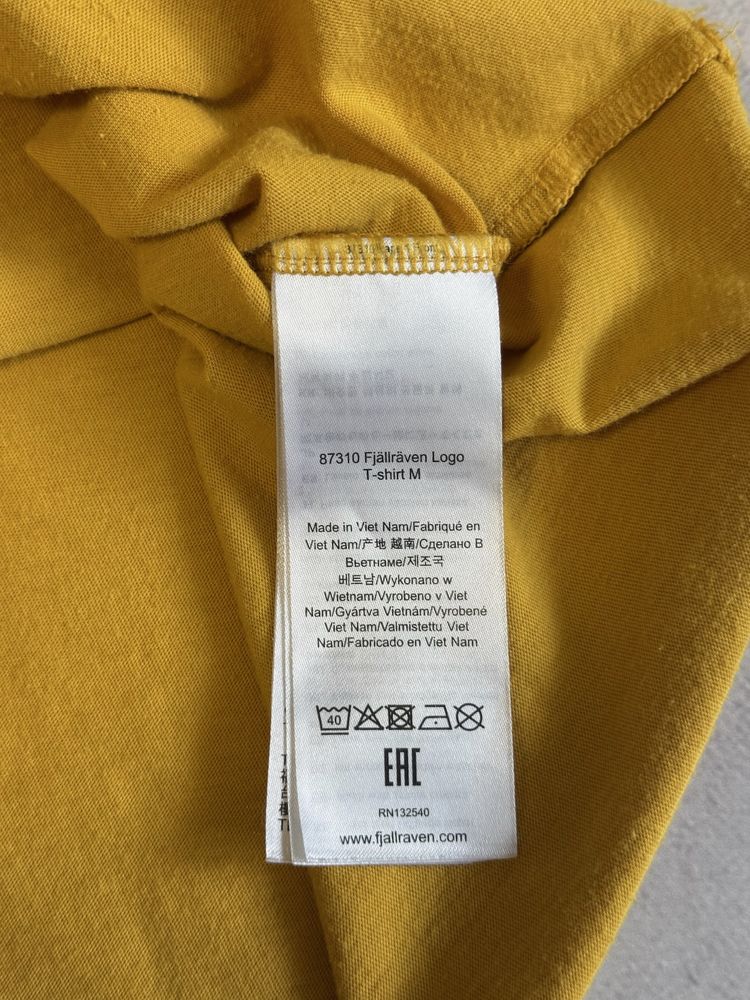 87310 Fjällräven Logo
T-shirt M
Made in Viet Nam/Fabriqué en
Viet Nam/产地 越南/Сделано В
Вьетнаме/제조국
베트남/Wykonano w
Wietnam/Vyrobeno v Viet
Nam/Gyártva Vietnám/Vyrobené
Viet Nam/Valmistettu Viet
Nam/Fabricado en Viet Nam
40
EAC
RN132540
www.fjallraven.com